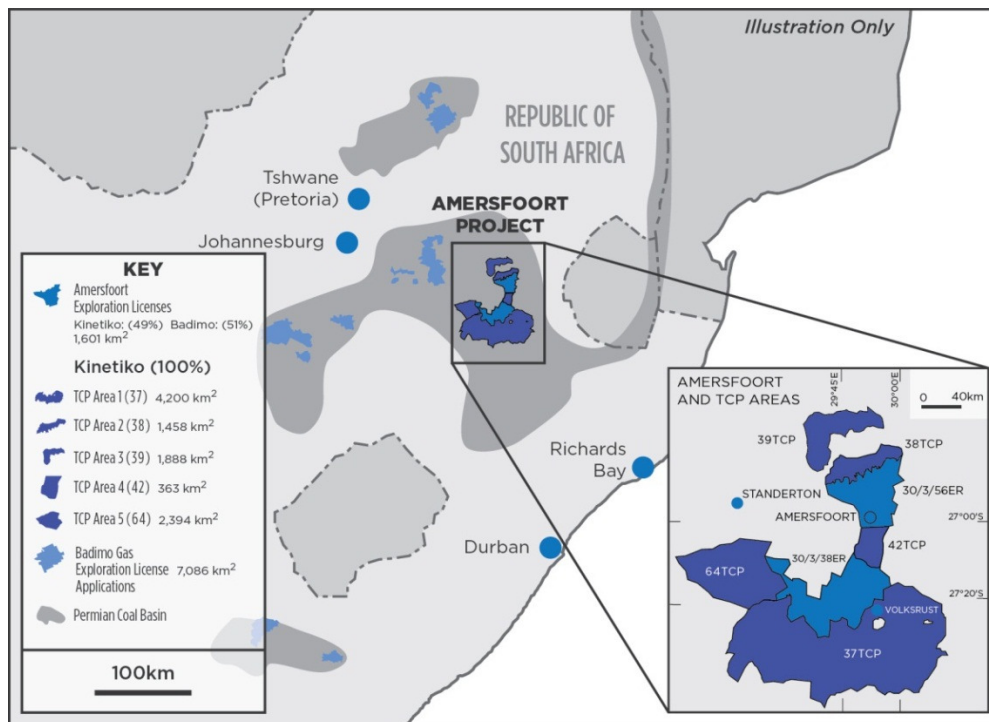 Illustration Only
REPUBLIC OF
SOUTH AFRICA
Tshwane
(Pretoria)
Johannesburg
AMERSFOORT
PROJECT
Richards
Bay
Durban
KEY
Amersfoort
Exploration Licenses
Kinetiko: (49%) Badimo: (51%)
1,601 km²
Kinetiko (100%)
TCP Area 1 (37) 4,200 km²
TCP Area 2 (38) 1,458 km²
TCP Area 3 (39) 1,888 km²
TCP Area 4 (42) 363 km²
TCP Area 5 (64) 2,394 km²
Badimo Gas
Exploration License 7,086 km²
Applications
Permian Coal Basin
100km
AMERSFOORT
AND TCP AREAS
29°45E
30°00E
0 40km
39TCP
38TCP
30/3/56ER
STANDERTON
AMERSFOORT
27°00S
42TCP
30/3/38ER
64TCP
27°20S
VOLKSRUST
37TCP